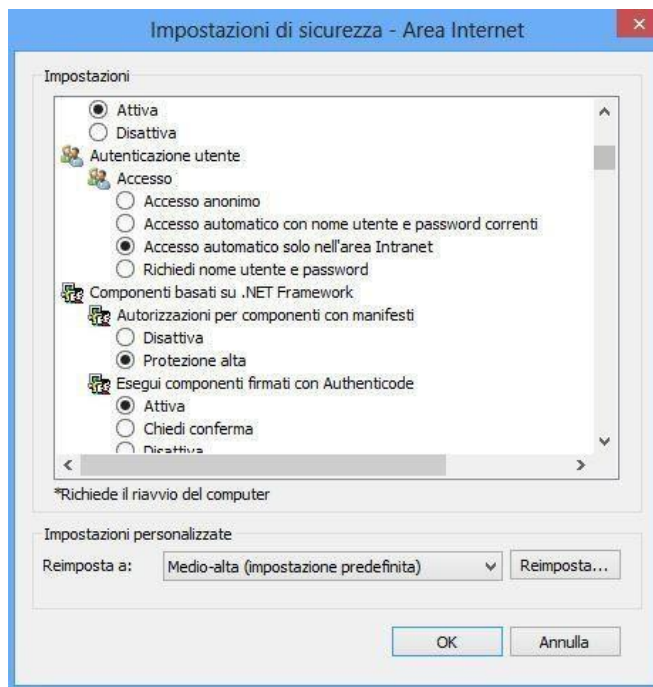 Impostazioni di sicurezza - Area Internet
Impostazioni
Attiva
Disattiva
Autenticazione utente
Accesso
Accesso anonimo
Accesso automatico con nome utente e password correnti
Accesso automatico solo nell'area Intranet
Richiedi nome utente e password
Componenti basati su .NET Framework
Autorizzazioni per componenti con manifesti
Disattiva
Protezione alta
Esegui componenti firmati con Authenticode
Attiva
Chiedi conferma
Disattiva
*Richiede il riavvio del computer
Impostazioni personalizzate
Reimposta a: Medio-alta (impostazione predefinita) Reimposta...
OK Annulla